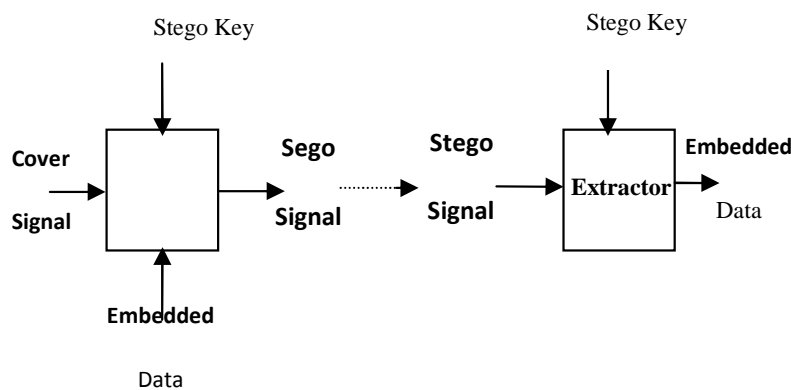 Stego Key
Stego Key
Cover
Signal
Sego
Signal
Stego
Signal
Extractor
Embedded
Data
Embedded
Data